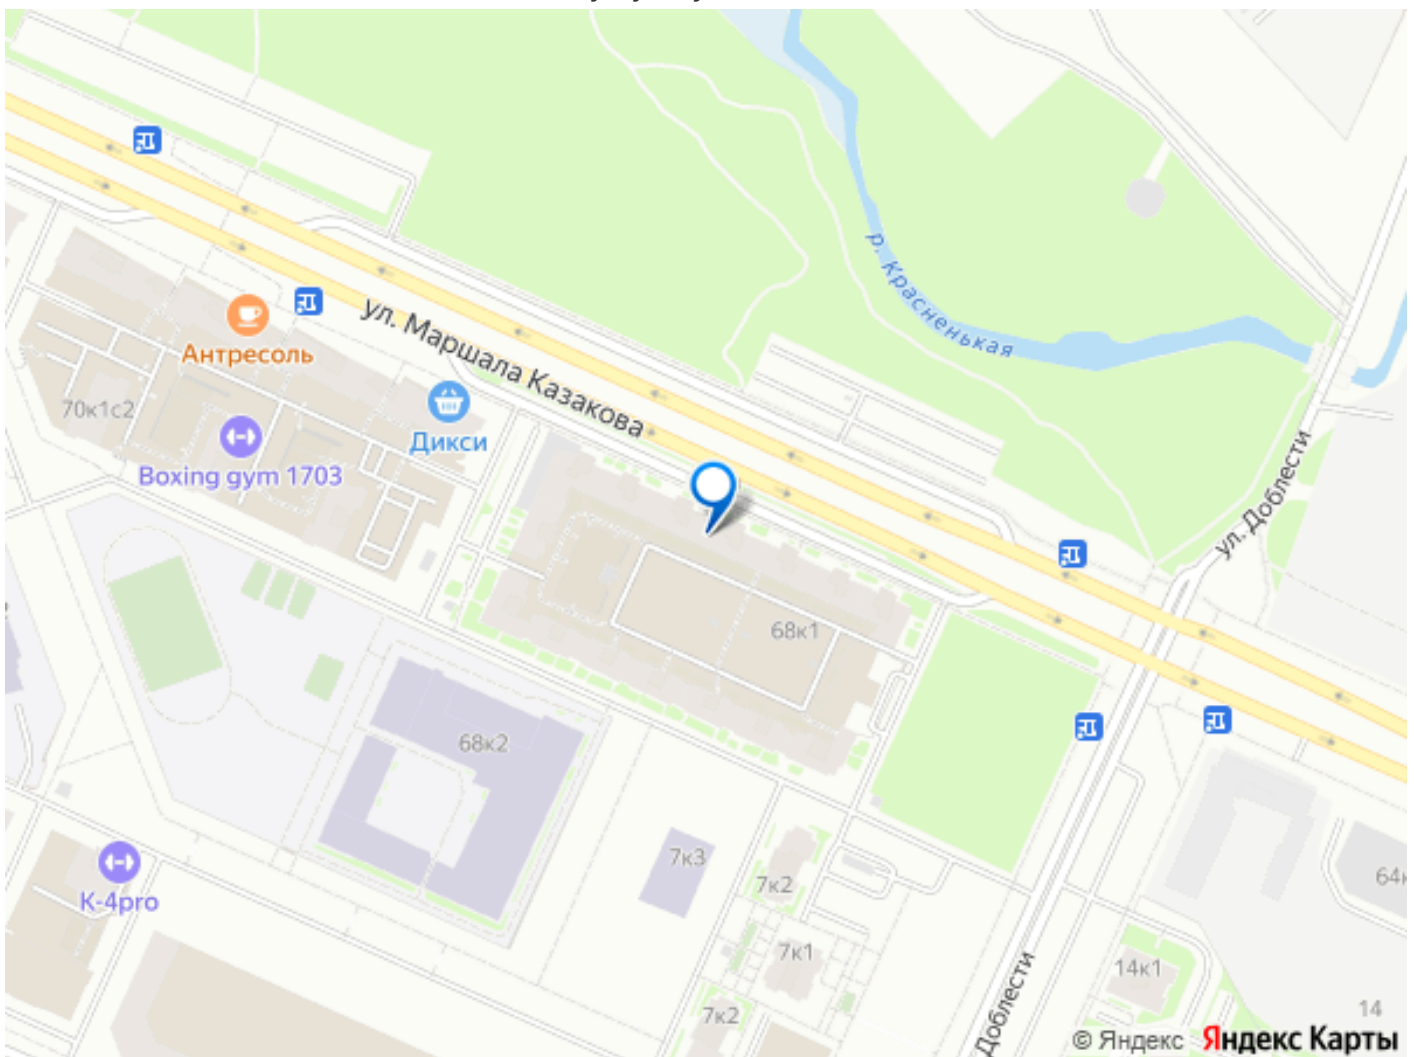 р. Красненькая
ул. Маршала Казакова
Антресоль
70к1с2
Дикси
Boxing gym 1703
ул. Доблести
68к1
68к2
7к3
7к2
64к
К-4pro
7к1
14к1
7к2
Доблести
14
© Яндекс Яндекс Карты